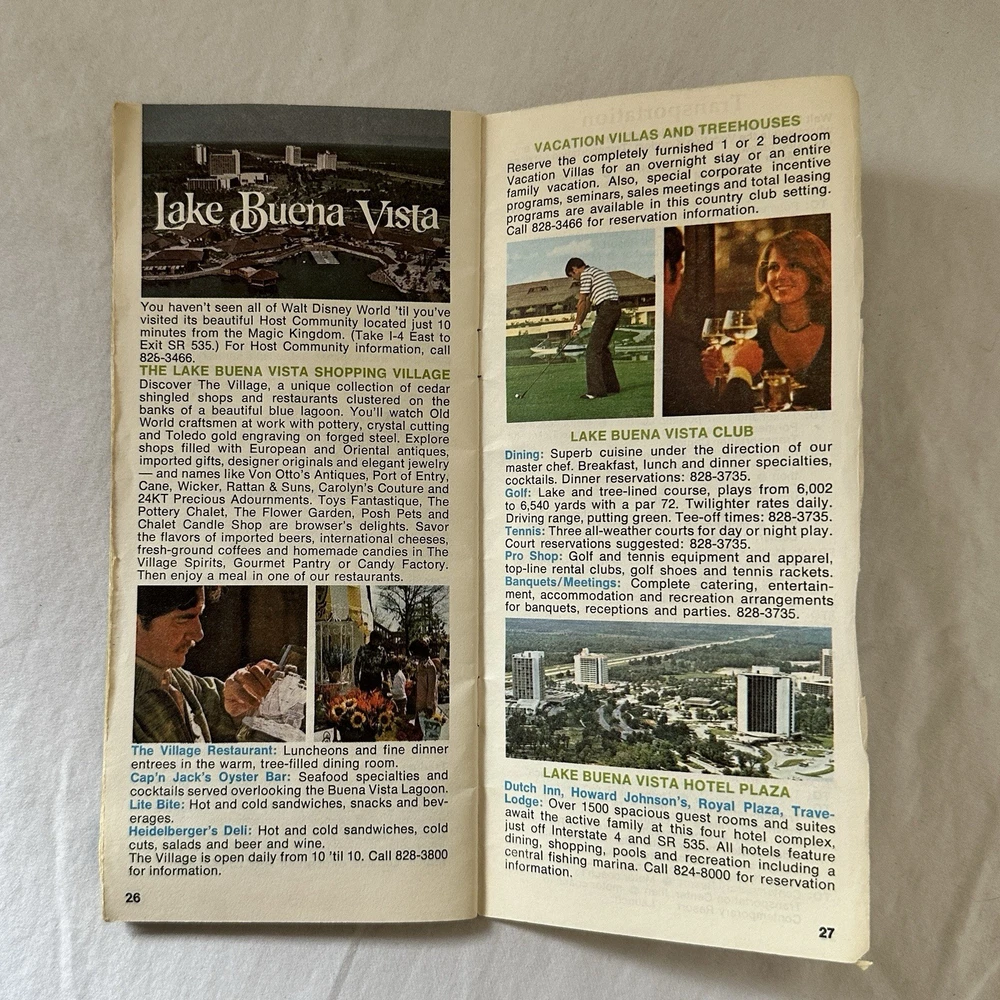 Lake Buena Vista
You haven't seen all of Walt Disney World 'til you've
visited its beautiful Host Community located just 10
minutes from the Magic Kingdom. (Take I-4 East to
Exit SR 535.) For Host Community information, call
828-3466.
THE LAKE BUENA VISTA SHOPPING VILLAGE
Discover The Village, a unique collection of cedar
shingled shops and restaurants clustered on the
banks of a beautiful blue lagoon. You'll watch Old
World craftsmen at work with pottery, crystal cutting
and Toledo gold engraving on forged steel. Explore
shops filled with European and Oriental antiques,
imported gifts, designer originals and elegant jewelry
— and names like Von Otto's Antiques, Port of Entry,
Cane, Wicker, Rattan & Suns, Carolyn's Couture and
24KT Precious Adournments. Toys Fantastique, The
Pottery Chalet, The Flower Garden, Posh Pets and
Chalet Candle Shop are browser's delights. Savor
the flavors of imported beers, international cheeses,
fresh-ground coffees and homemade candies in The
Village Spirits, Gourmet Pantry or Candy Factory.
Then enjoy a meal in one of our restaurants.
The Village Restaurant: Luncheons and fine dinner
entrees in the warm, tree-filled dining room.
Cap'n Jack's Oyster Bar: Seafood specialties and
cocktails served overlooking the Buena Vista Lagoon.
Lite Bite: Hot and cold sandwiches, snacks and bev-
erages.
Heidelberger's Deli: Hot and cold sandwiches, cold
cuts, salads and beer and wine.
The Village is open daily from 10 'til 10. Call 828-3800
for information.
26
VACATION VILLAS AND TREEHOUSES
Reserve the completely furnished 1 or 2 bedroom
Vacation Villas for an overnight stay or an entire
family vacation. Also, special corporate incentive
programs, seminars, sales meetings and total leasing
programs are available in this country club setting.
Call 828-3466 for reservation information.
LAKE BUENA VISTA CLUB
Dining: Superb cuisine under the direction of our
master chef. Breakfast, lunch and dinner specialties,
cocktails. Dinner reservations: 828-3735.
Golf: Lake and tree-lined course, plays from 6,002
to 6,540 yards with a par 72. Twilighter rates daily.
Driving range, putting green. Tee-off times: 828-3735.
Tennis: Three all-weather courts for day or night play.
Court reservations suggested: 828-3735.
Pro Shop: Golf and tennis equipment and apparel,
top-line rental clubs, golf shoes and tennis rackets.
Banquets/Meetings: Complete catering, entertain-
ment, accommodation and recreation arrangements
for banquets, receptions and parties. 828-3735.
LAKE BUENA VISTA HOTEL PLAZA
Dutch Inn, Howard Johnson's, Royal Plaza, Trave-
Lodge: Over 1500 spacious guest rooms and suites
await the active family at this four hotel complex,
just off Interstate 4 and SR 535. All hotels feature
dining, shopping, pools and recreation including a
central fishing marina. Call 824-8000 for reservation
information.
27